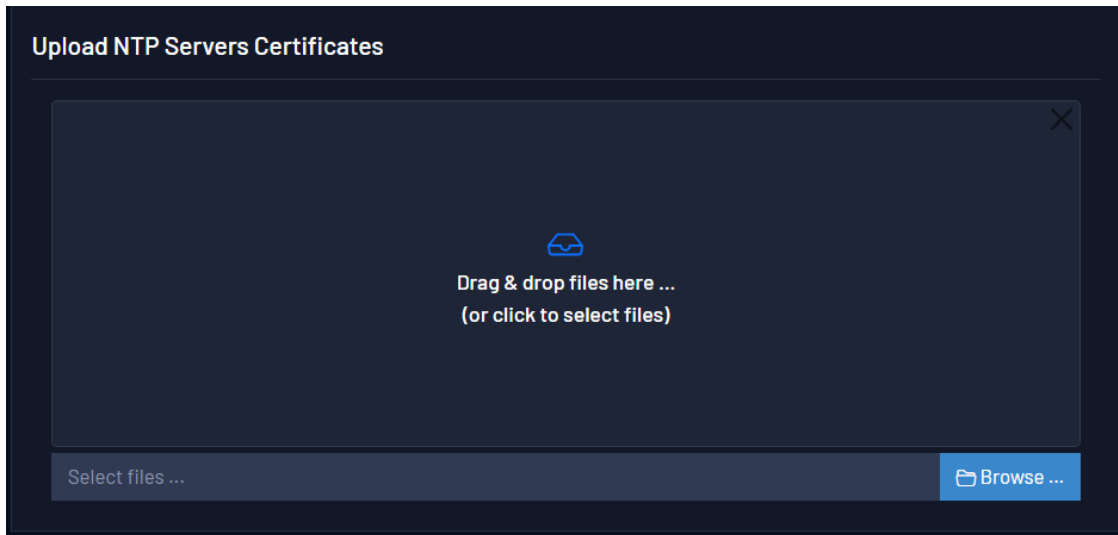 Upload NTP Servers Certificates
Drag & drop files here ...
(or click to select files)
Select files ...
Browse ...